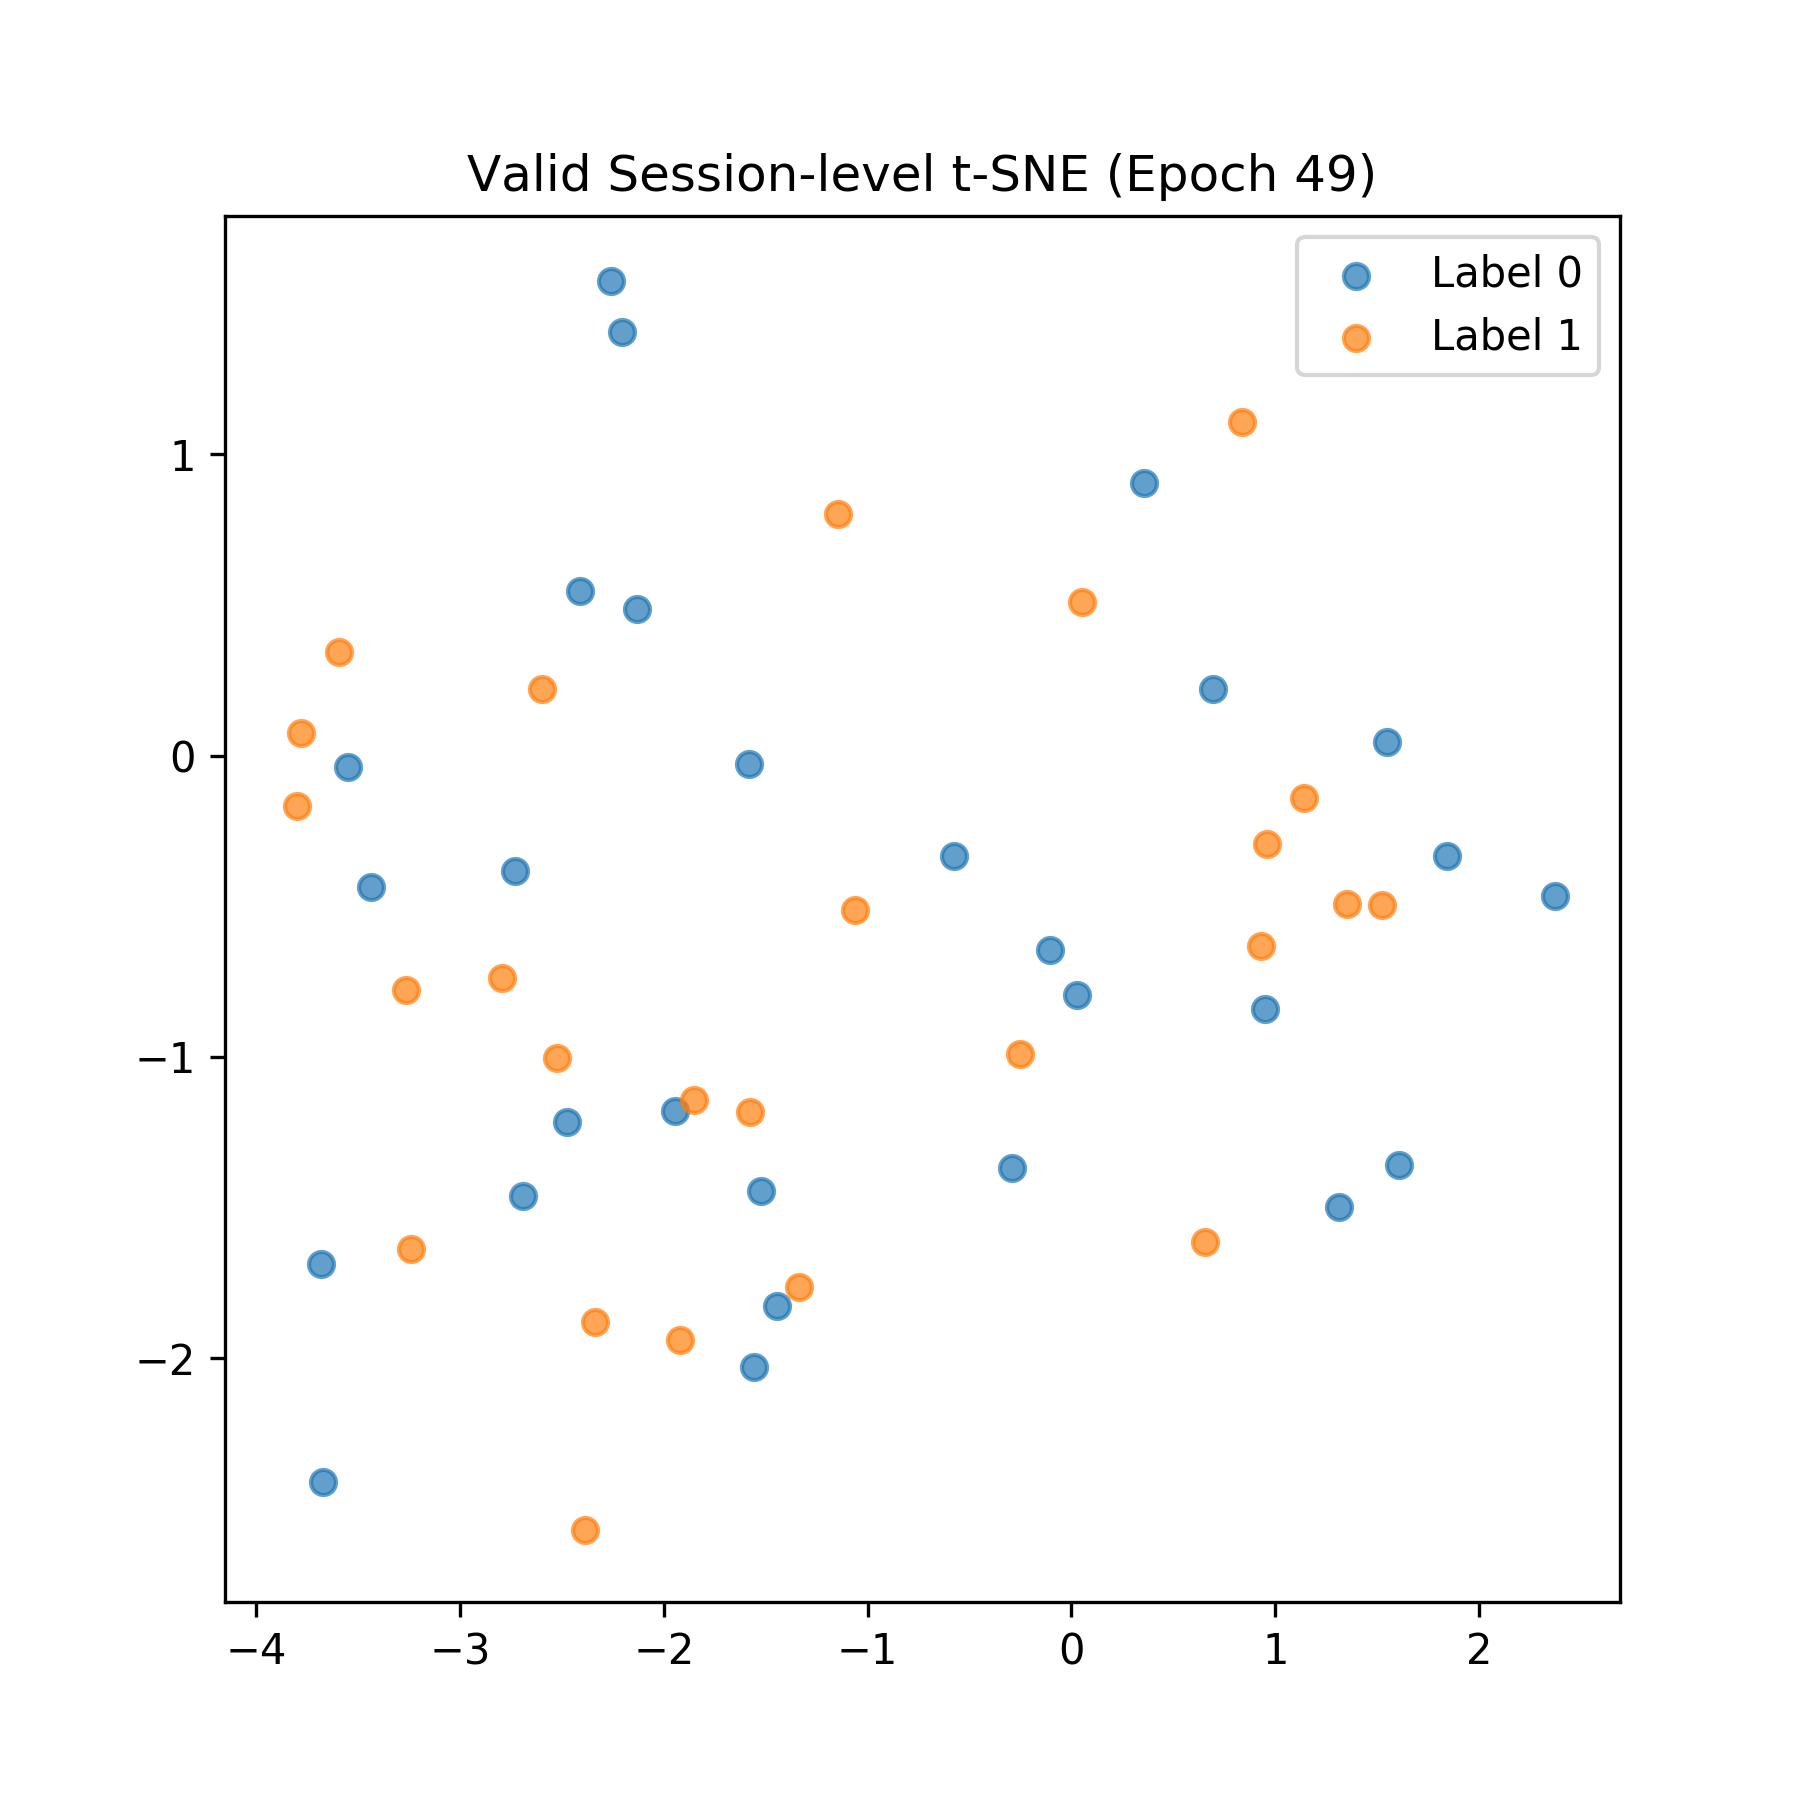 Valid Session-level t-SNE (Epoch 49)
Label 0
Label 1
1
0
−1
−2
−4 −3 −2 −1 0 1 2